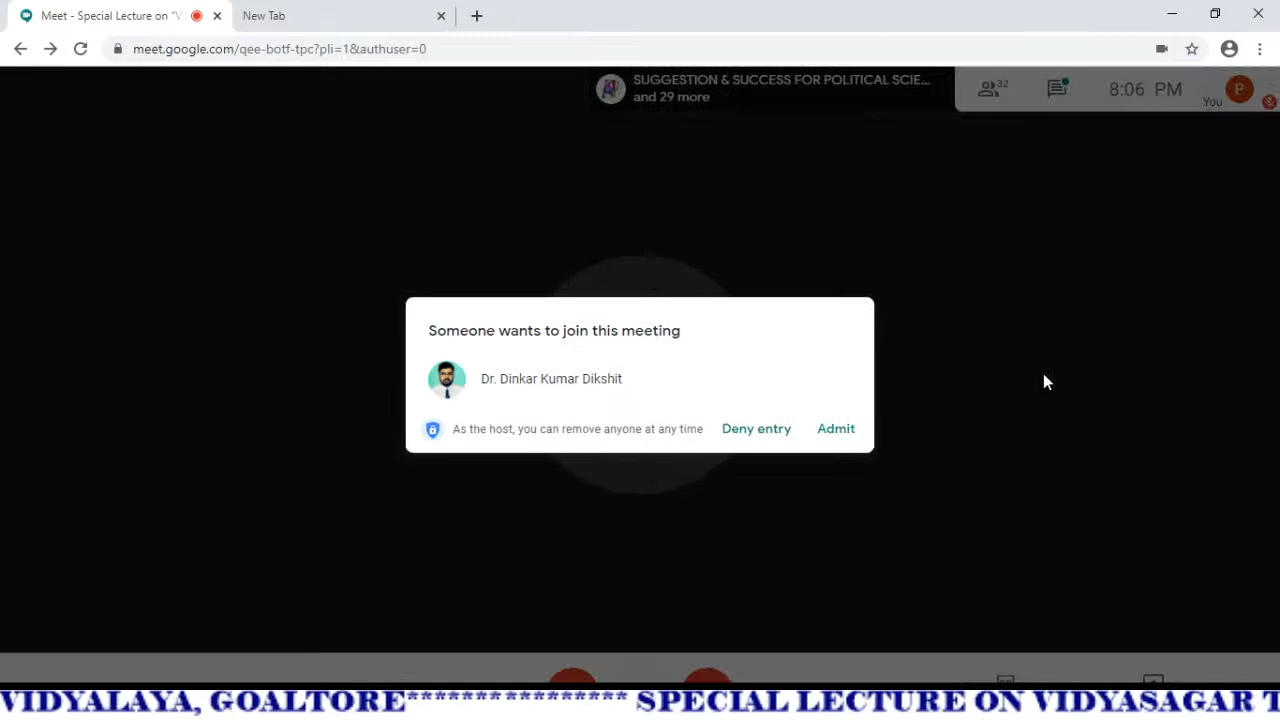 Meet - Special Lecture on "V
New Tab
meet.google.com/qee-botf-tpc?pli=1&authuser=0
SUGGESTION & SUCCESS FOR POLITICAL SCIE...
and 29 more
32
8:06 PM
You
P
Someone wants to join this meeting
Dr. Dinkar Kumar Dikshit
As the host, you can remove anyone at any time
Deny entry
Admit
VIDYALAYA, GOALTORE**************** SPECIAL LECTURE ON VIDYASAGAR T